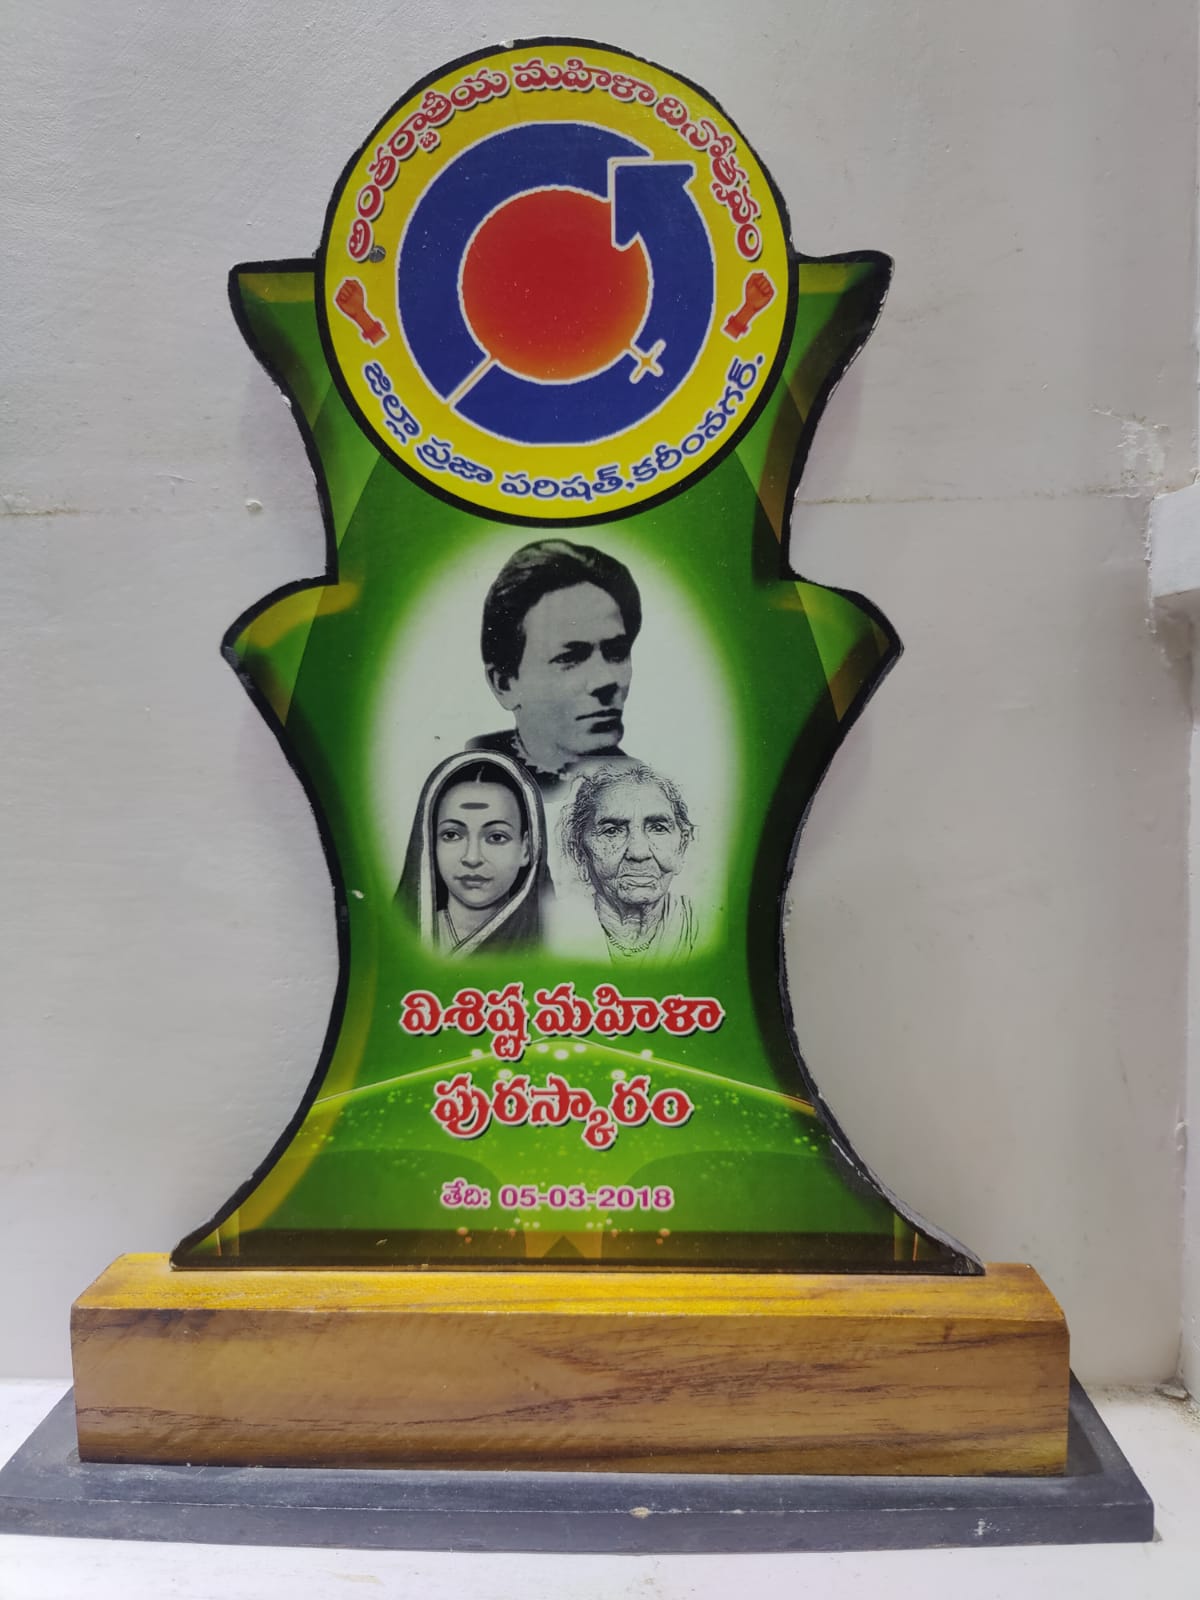 అంతర్జాతీయ మహిళా దినోత్సవం
జిల్లా ప్రజా పరిషత్,కరీంనగర్.
విశిష్ట మహిళా
పురస్కారం
తేది: 05-03-2018